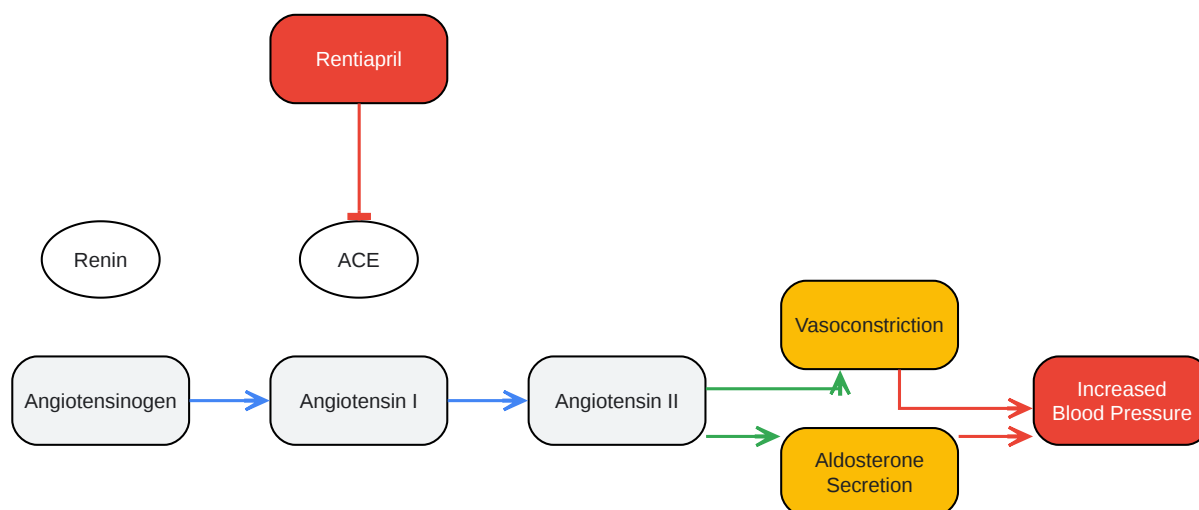 Rentiapril
Renin
ACE
Vasoconstriction
Angiotensinogen
Angiotensin I
Angiotensin II
Increased
Blood Pressure
Aldosterone
Secretion